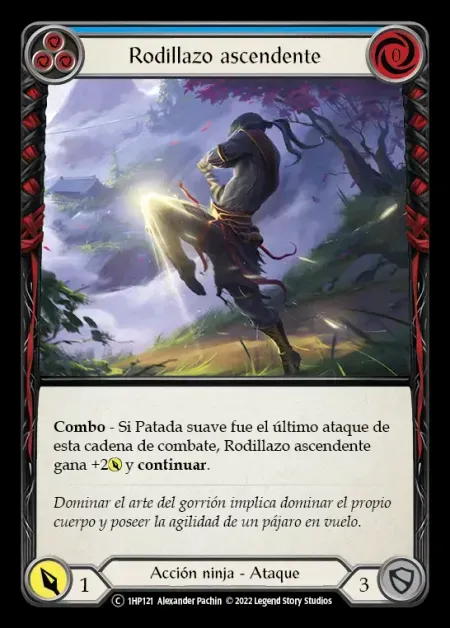 Rodillazo ascendente
0
Combo - Si Patada suave fue el último ataque de
esta cadena de combate, Rodillazo ascendente
gana +2 y continuar.
Dominar el arte del gorrión implica dominar el propio
cuerpo y poseer la agilidad de un pájaro en vuelo.
1
Acción ninja - Ataque
3
C 1HP121 Alexander Pachin © 2022 Legend Story Studios